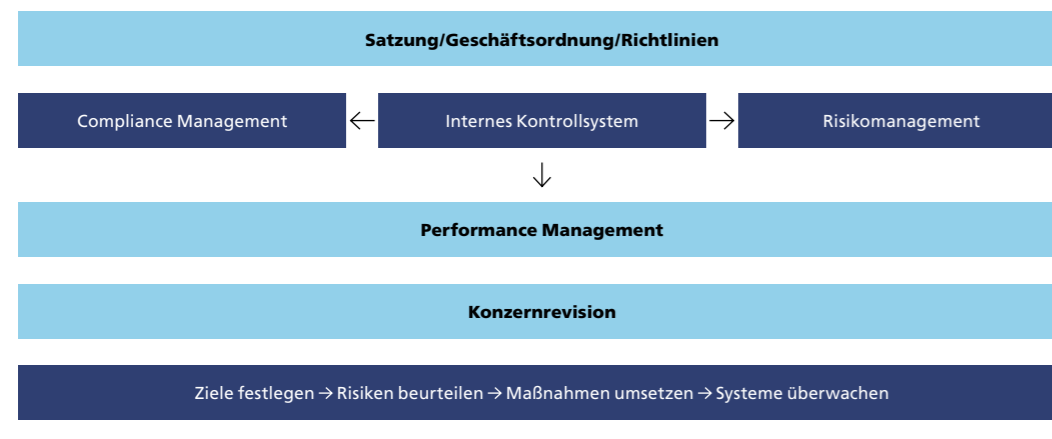 Satzung/Geschäftsordnung/Richtlinien
Compliance Management ← Internes Kontrollsystem → Risikomanagement
↓
Performance Management
Konzernrevision
Ziele festlegen → Risiken beurteilen → Maßnahmen umsetzen → Systeme überwachen